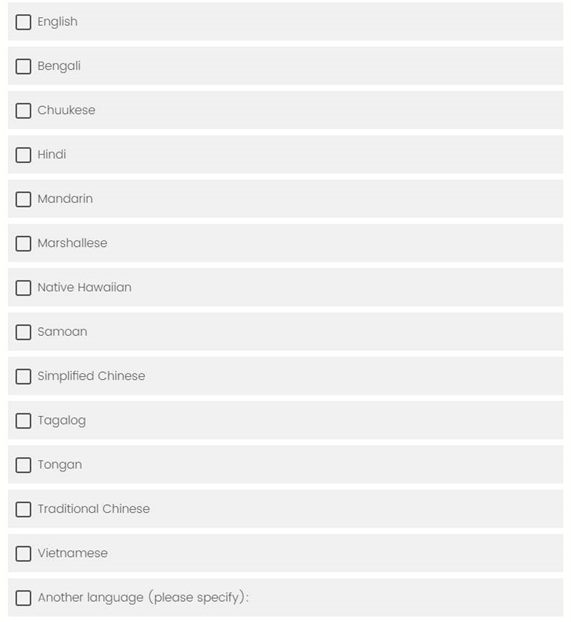 English
Bengali
Chuukese
Hindi
Mandarin
Marshallese
Native Hawaiian
Samoan
Simplified Chinese
Tagalog
Tongan
Traditional Chinese
Vietnamese
Another language (please specify):